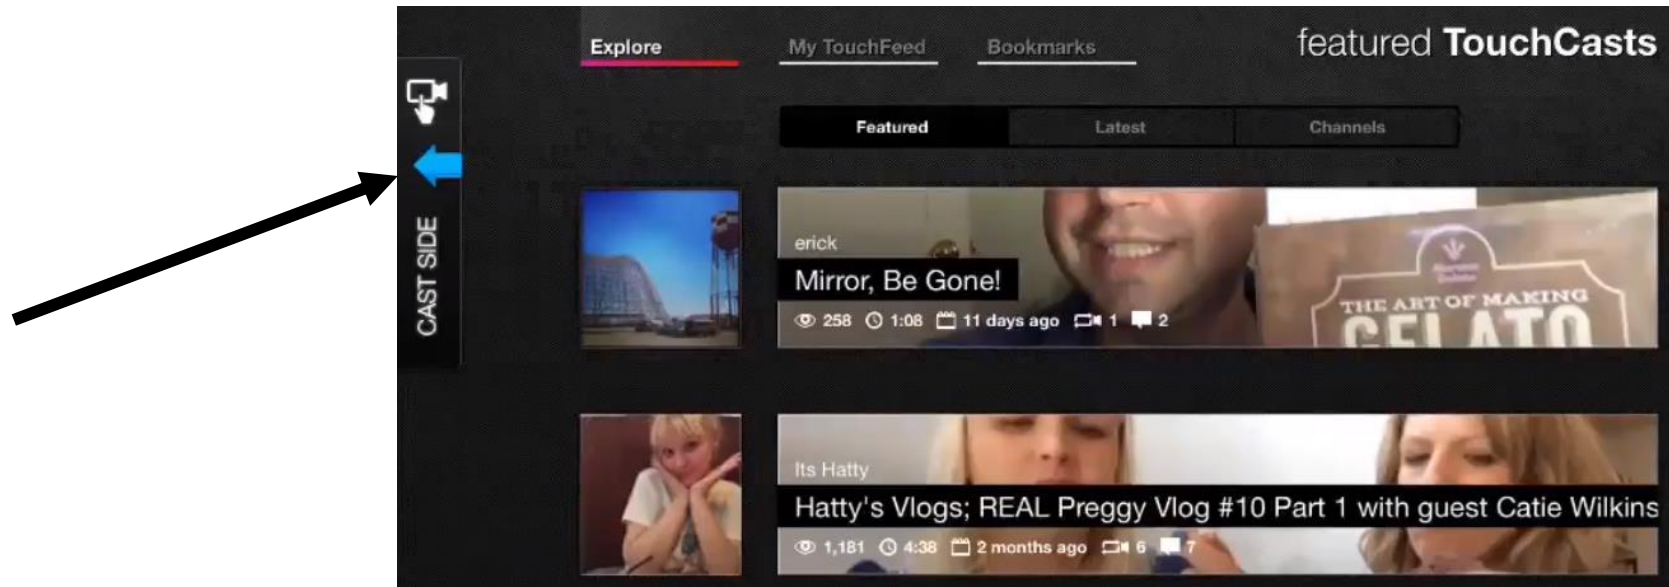 Explore
My TouchFeed
Bookmarks
featured TouchCasts
CAST SIDE
Featured
Latest
Channels
erick
Mirror, Be Gone!
258 1:08 11 days ago 1 2
THE ART OF MAKING
GELATO
Its Hatty
Hatty's Vlogs; REAL Preggy Vlog #10 Part 1 with guest Catie Wilkins
1,181 4:38 2 months ago 6 7